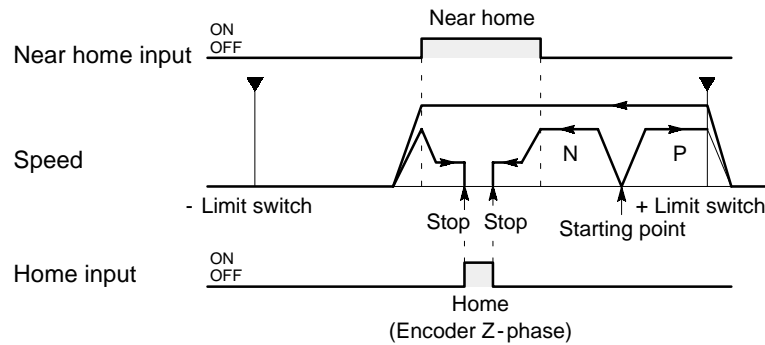 Near home
ON
OFF
Near home input
Speed
N
P
- Limit switch
Stop
Stop
+ Limit switch
Starting point
ON
OFF
Home input
Home
(Encoder Z-phase)